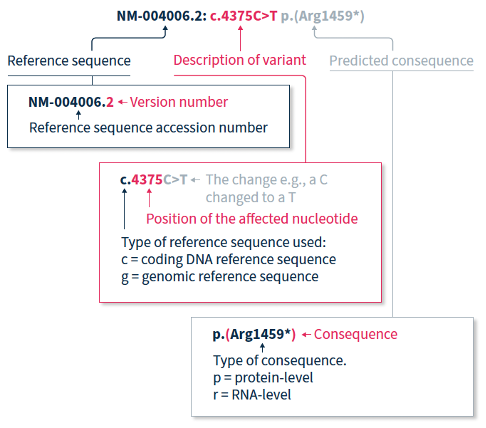 NM-004006.2: c.4375C>T p.(Arg1459*)
Reference sequence
Description of variant
Predicted consequence
NM-004006.2 ←Version number
Reference sequence accession number
c.4375C>T ← The change e.g., a C
changed to a T
Position of the affected nucleotide
Type of reference sequence used:
c = coding DNA reference sequence
g = genomic reference sequence
p.(Arg1459*) ←Consequence
Type of consequence.
p = protein-level
r = RNA-level